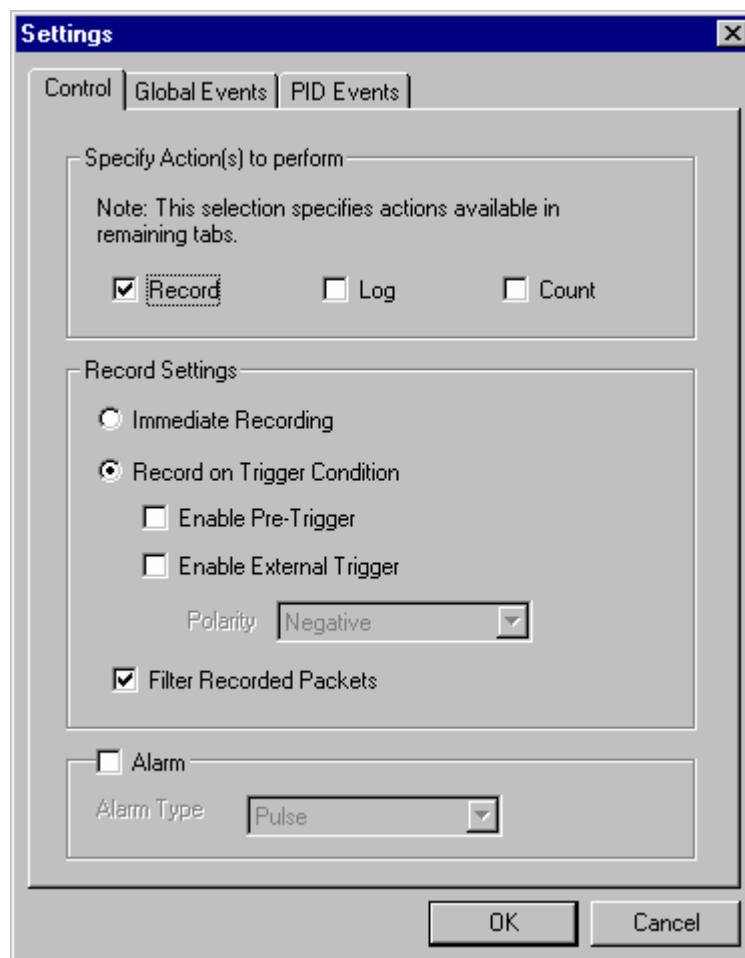 Settings
Control Global Events PID Events
Specify Action(s) to perform
Note: This selection specifies actions available in
remaining tabs.
Record Log Count
Record Settings
Immediate Recording
Record on Trigger Condition
Enable Pre-Trigger
Enable External Trigger
Polarity Negative
Filter Recorded Packets
Alarm
Alarm Type Pulse
OK Cancel